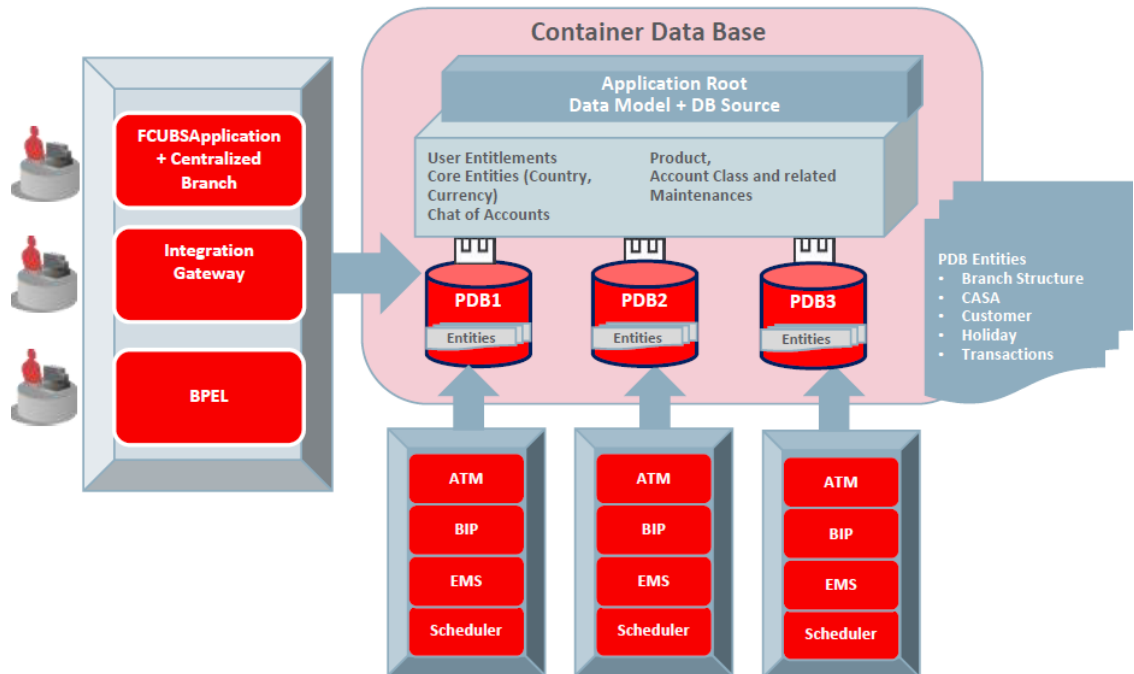 Container Data Base
Application Root
Data Model + DB Source
User Entitlements
Core Entities (Country,
Currency)
Chat of Accounts
Product,
Account Class and related
Maintenances
FCUBSApplication
+ Centralized
Branch
Integration
Gateway
BPEL
PDB1
Entities
PDB2
Entities
PDB3
Entities
PDB Entities
• Branch Structure
• CASA
• Customer
• Holiday
• Transactions
ATM
BIP
EMS
Scheduler
ATM
BIP
EMS
Scheduler
ATM
BIP
EMS
Scheduler